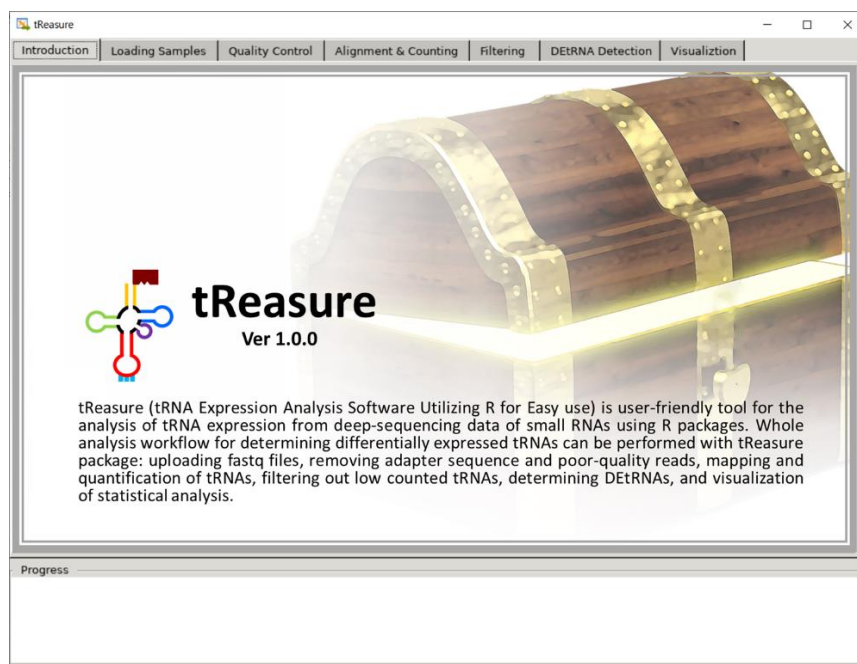 tReasure
Introduction Loading Samples Quality Control Alignment & Counting Filtering DEtRNA Detection Visualiztion
tReasure
Ver 1.0.0
tReasure (tRNA Expression Analysis Software Utilizing R for Easy use) is user-friendly tool for the
analysis of tRNA expression from deep-sequencing data of small RNAs using R packages. Whole
analysis workflow for determining differentially expressed tRNAs can be performed with tReasure
package: uploading fastq files, removing adapter sequence and poor-quality reads, mapping and
quantification of tRNAs, filtering out low counted tRNAs, determining DEtRNAs, and visualization
of statistical analysis.
Progress